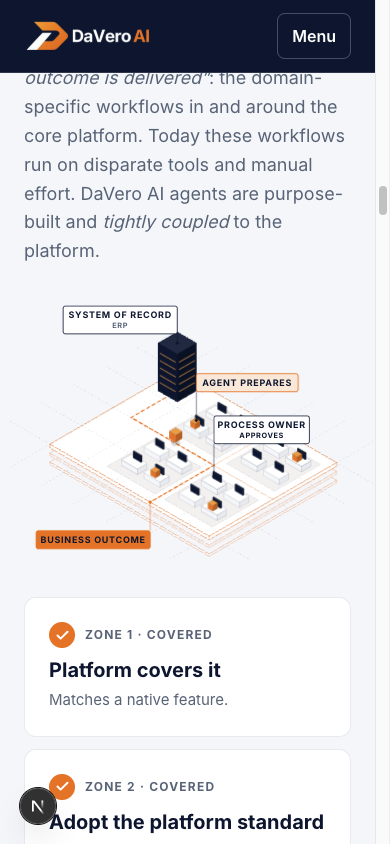 DaVero AI
Menu
outcome is delivered": the domain-
specific workflows in and around the
core platform. Today these workflows
run on disparate tools and manual
effort. DaVero AI agents are purpose-
built and tightly coupled to the
platform.
SYSTEM OF RECORD
ERP
AGENT PREPARES
PROCESS OWNER
APPROVES
BUSINESS OUTCOME
ZONE 1 · COVERED
Platform covers it
Matches a native feature.
ZONE 2 · COVERED
N
Adopt the platform standard